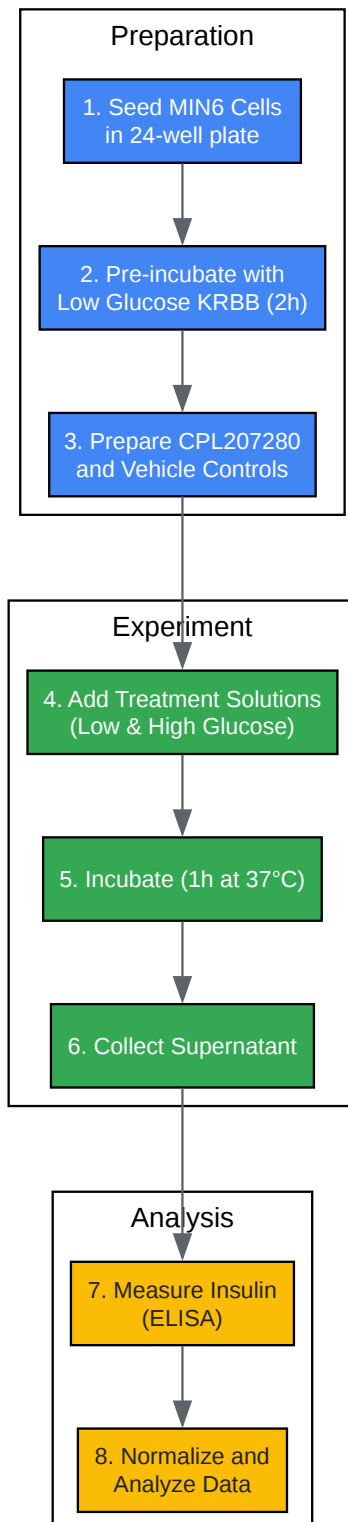 Preparation
1. Seed MIN6 Cells
in 24-well plate
2. Pre-incubate with
Low Glucose KRBB (2h)
3. Prepare CPL207280
and Vehicle Controls
Experiment
4. Add Treatment Solutions
(Low & High Glucose)
5. Incubate (1h at 37°C)
6. Collect Supernatant
Analysis
7. Measure Insulin
(ELISA)
8. Normalize and
Analyze Data